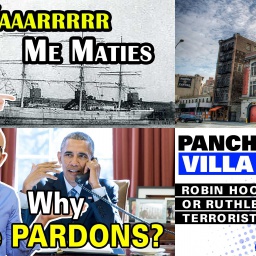 AAARRRRR
ME MATIES
Why
PARDONS?
PANCH
VILLA
ROBIN HOO
OR RUTHLE
TERRORIST